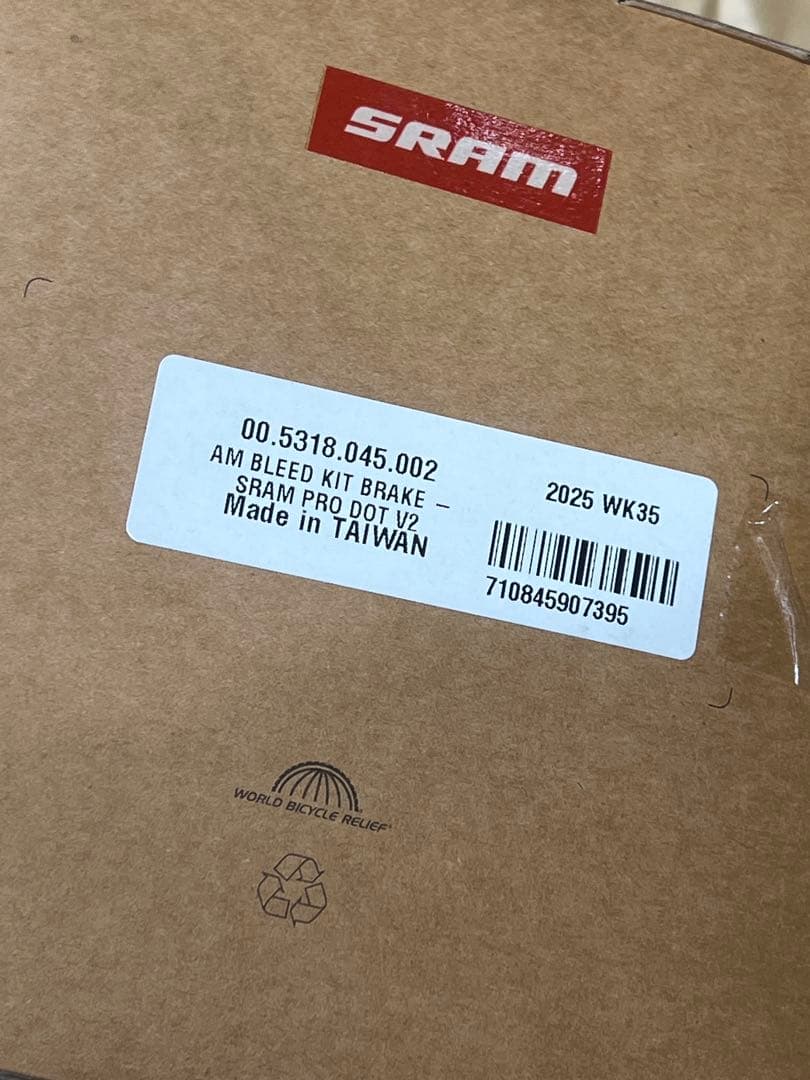 SRAM
00.5318.045.002
AM BLEED KIT BRAKE –
SRAM PRO DOT V2
Made in TAIWAN
2025 WK35
710845907395
WORLD BICYCLE RELIEF®